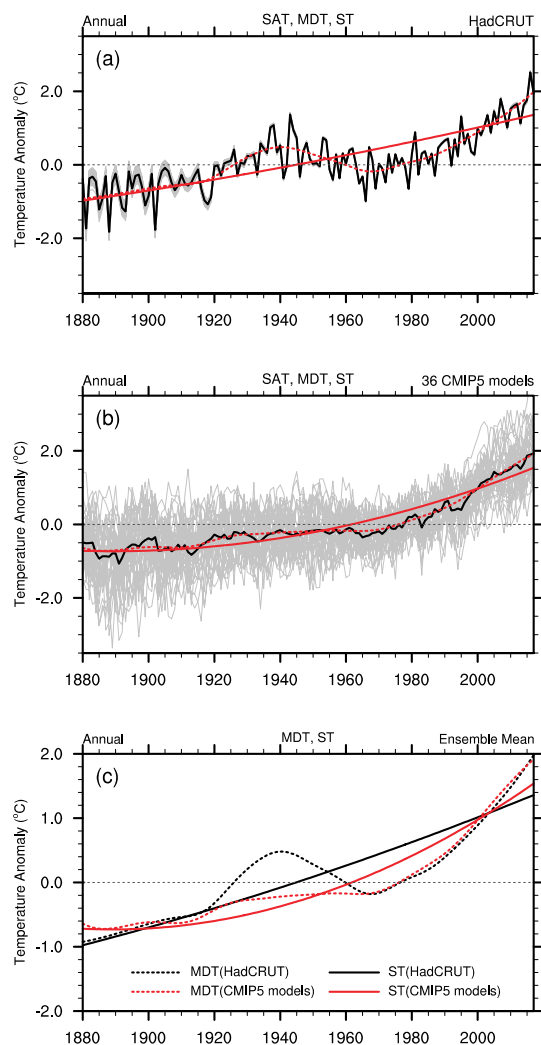 Annual SAT, MDT, ST HadCRUT
(a)
Temperature Anomaly (°C)
2.0
0.0
-2.0
1880 1900 1920 1940 1960 1980 2000
Annual SAT, MDT, ST 36 CMIP5 models
(b)
Temperature Anomaly (°C)
2.0
0.0
-2.0
1880 1900 1920 1940 1960 1980 2000
Annual MDT, ST Ensemble Mean
(c)
Temperature Anomaly (°C)
2.0
1.0
0.0
-1.0
-2.0
MDT(HadCRUT) ST(HadCRUT)
MDT(CMIP5 models) ST(CMIP5 models)
1880 1900 1920 1940 1960 1980 2000